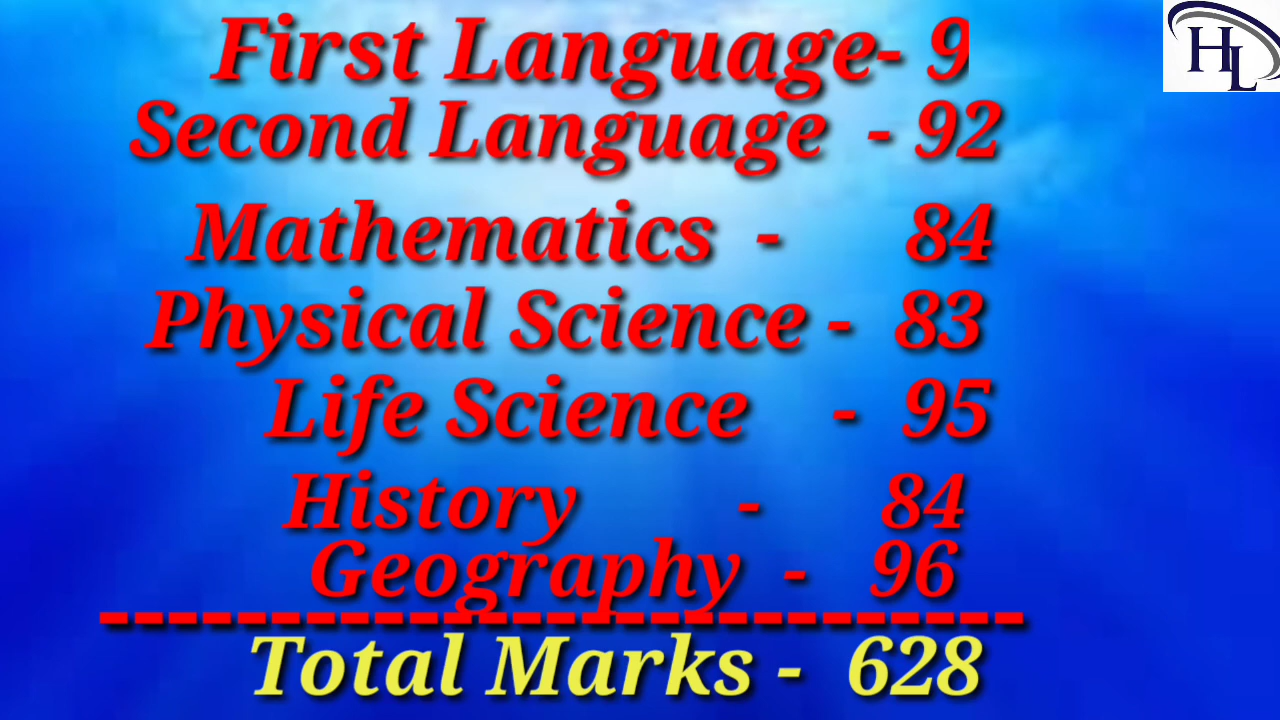 First Language- 9
Second Language - 92
Mathematics - 84
Physical Science - 83
Life Science - 95
History - 84
Geography - 96
---------------------------
Total Marks - 628
HL